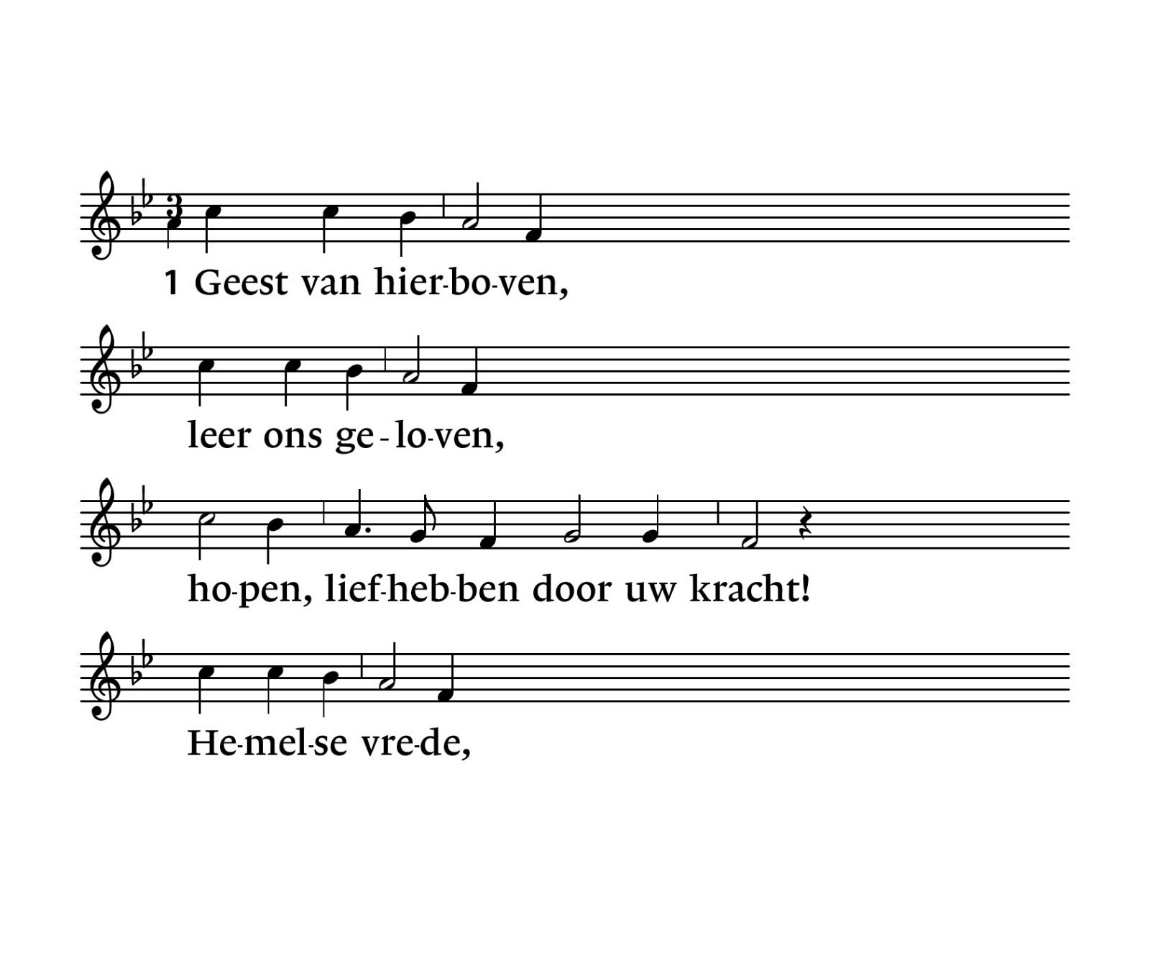 1 Geest van hier-bo-ven,
leer ons ge-lo-ven,
ho-pen, lief-heb-ben door uw kracht!
He-mel-se vre-de,